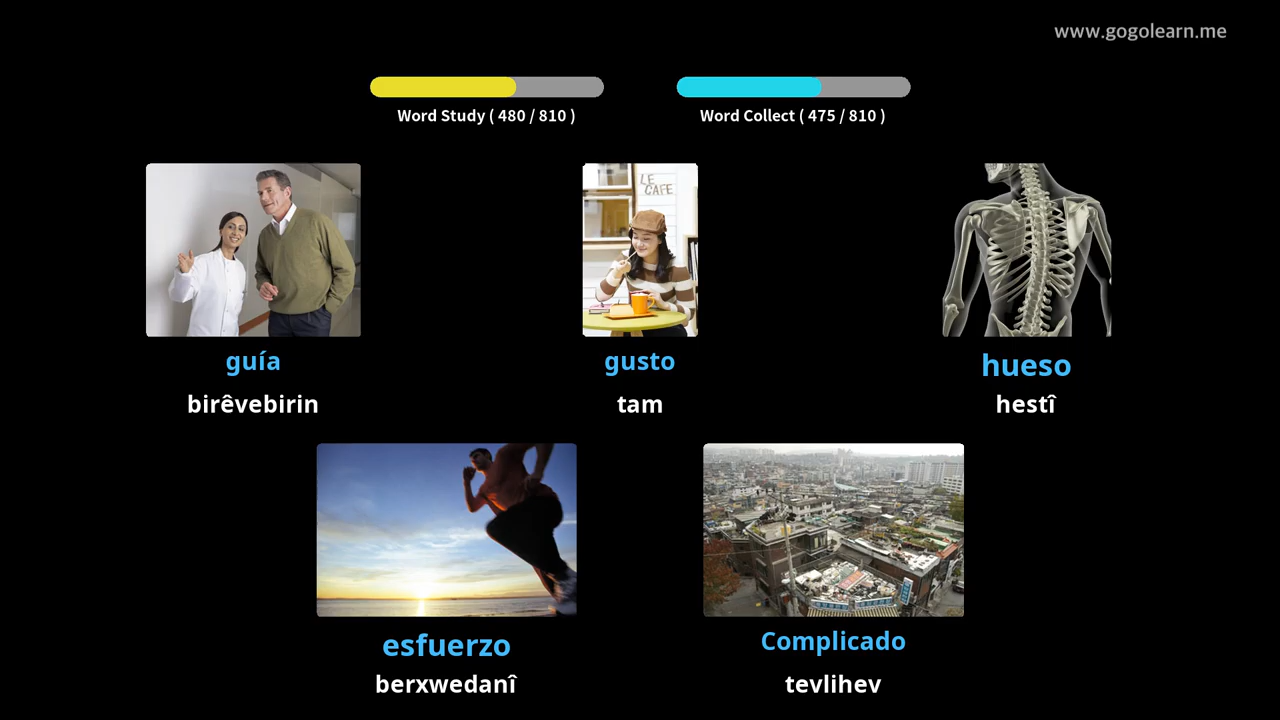 www.gogolearn.me
Word Study ( 480 / 810 )
Word Collect ( 475 / 810 )
LE
CAFE
guía
gusto
hueso
birêvebirin
tam
hestî
esfuerzo
Complicado
berxwedanî
tevlihev